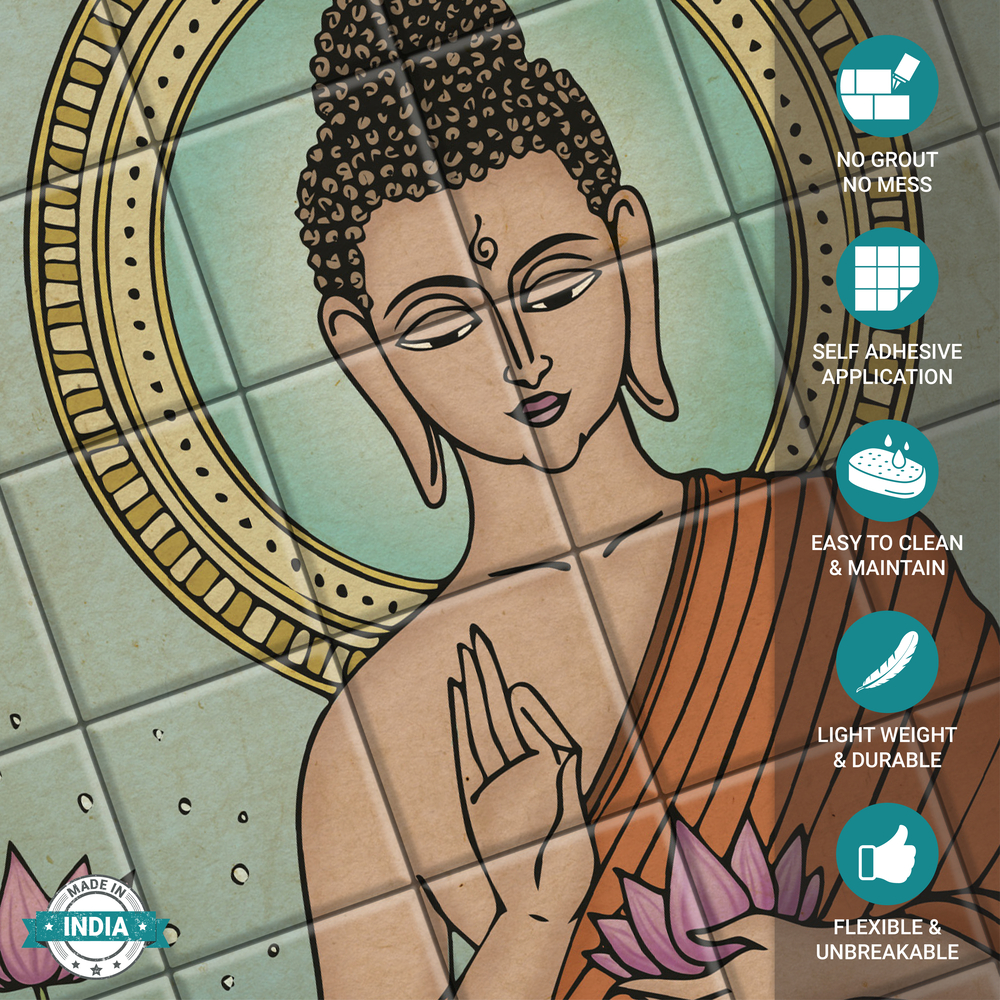 NO GROUT
NO MESS
SELF ADHESIVE
APPLICATION
EASY TO CLEAN
& MAINTAIN
LIGHT WEIGHT
& DURABLE
FLEXIBLE &
UNBREAKABLE
MADE IN
INDIA